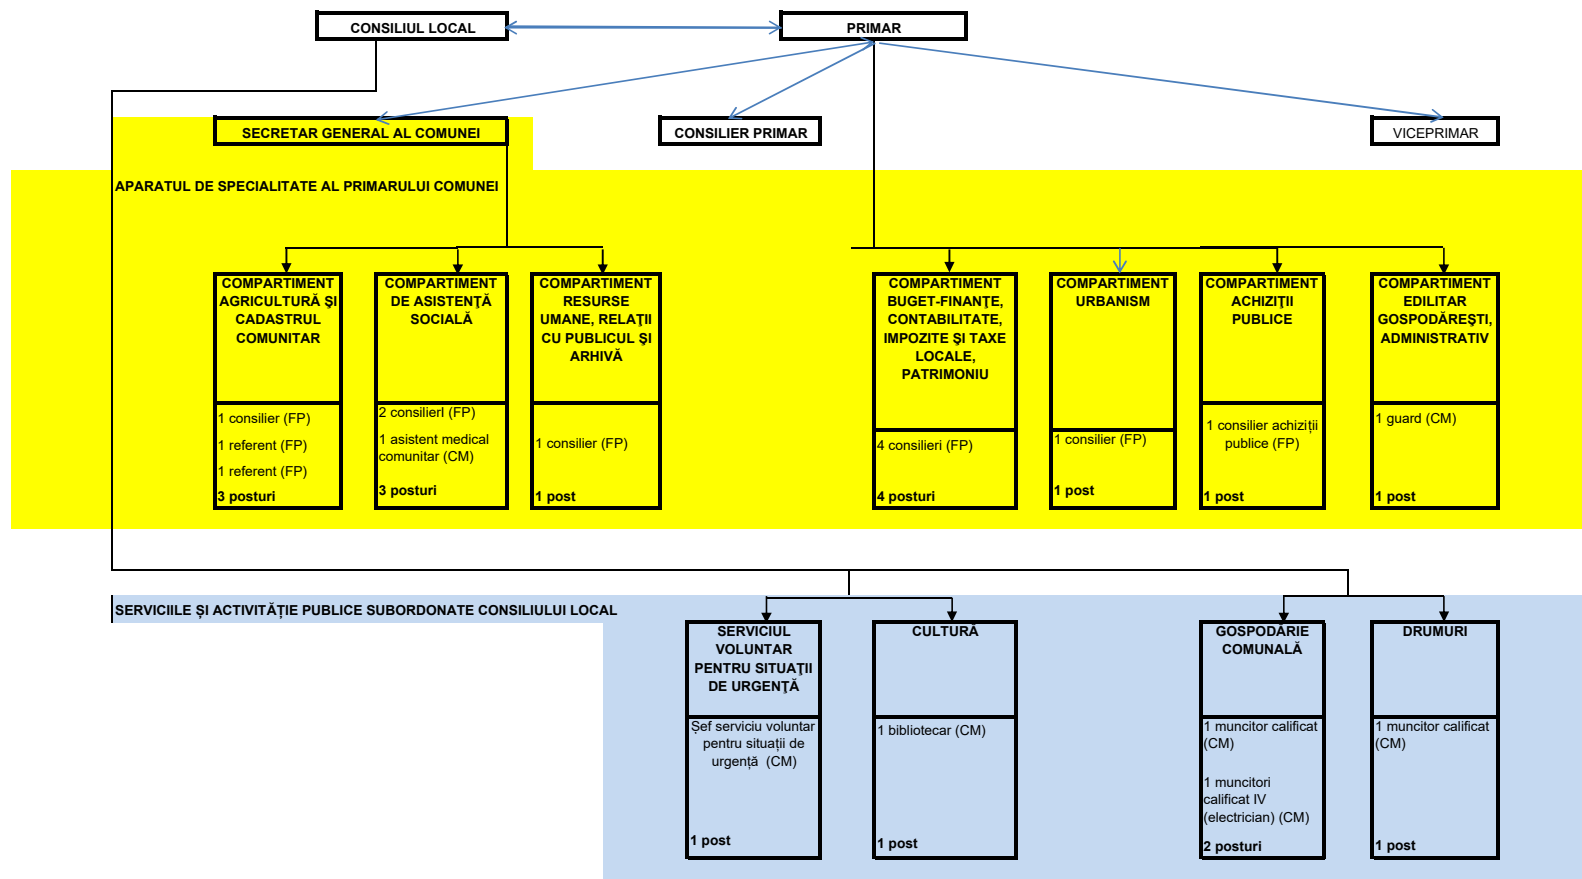 CONSILIUL LOCAL
PRIMAR
SECRETAR GENERAL AL COMUNEI
CONSILIER PRIMAR
VICEPRIMAR
APARATUL DE SPECIALITATE AL PRIMARULUI COMUNEI
COMPARTIMENT
AGRICULTURĂ ŞI
CADASTRUL
COMUNITAR
1 consilier (FP)
1 referent (FP)
1 referent (FP)
3 posturi
COMPARTIMENT
DE ASISTENŢĂ
SOCIALĂ
2 consilierI (FP)
1 asistent medical
comunitar (CM)
3 posturi
COMPARTIMENT
RESURSE
UMANE, RELAŢII
CU PUBLICUL ŞI
ARHIVĂ
1 consilier (FP)
1 post
COMPARTIMENT
BUGET-FINANŢE,
CONTABILITATE,
IMPOZITE ŞI TAXE
LOCALE,
PATRIMONIU
4 consilieri (FP)
4 posturi
COMPARTIMENT
URBANISM
1 consilier (FP)
1 post
COMPARTIMENT
ACHIZIŢII
PUBLICE
1 consilier achiziții
publice (FP)
1 post
COMPARTIMENT
EDILITAR
GOSPODĂREŞTI,
ADMINISTRATIV
1 guard (CM)
1 post
SERVICIILE ȘI ACTIVITĂȚIE PUBLICE SUBORDONATE CONSILIULUI LOCAL
SERVICIUL
VOLUNTAR
PENTRU SITUAŢII
DE URGENŢĂ
Șef serviciu voluntar
pentru situații de
urgență (CM)
1 post
CULTURĂ
1 bibliotecar (CM)
1 post
GOSPODĂRIE
COMUNALĂ
1 muncitor calificat
(CM)
1 muncitori
calificat IV
(electrician) (CM)
2 posturi
DRUMURI
1 muncitor calificat
(CM)
1 post